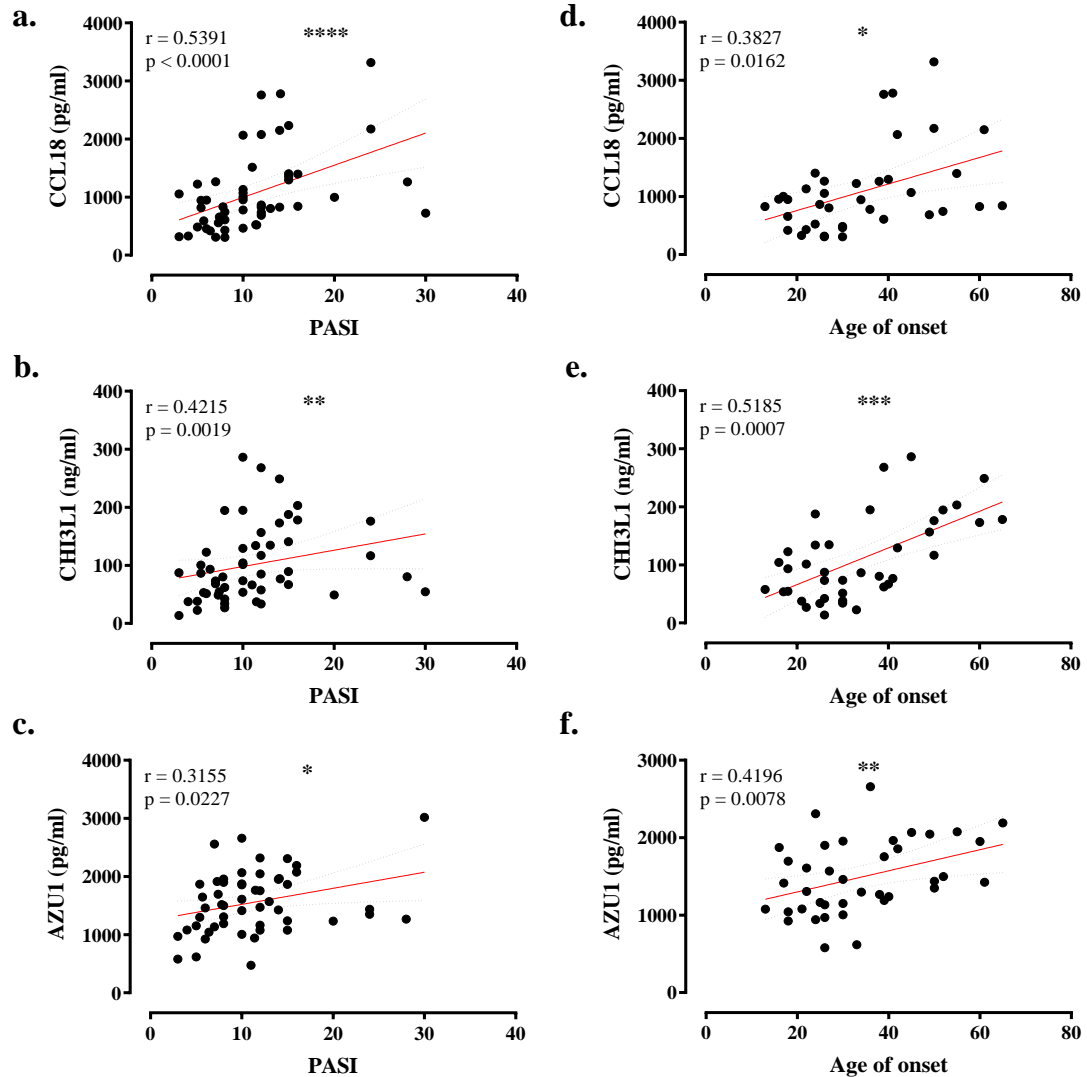 a.
r = 0.5391
p < 0.0001
****
CCL18 (pg/ml)
4000
3000
2000
1000
0
0 10 20 30 40
PASI
d.
r = 0.3827
p = 0.0162
*
CCL18 (pg/ml)
4000
3000
2000
1000
0
0 20 40 60 80
Age of onset
b.
r = 0.4215
p = 0.0019
**
CHI3L1 (ng/ml)
400
300
200
100
0
0 10 20 30 40
PASI
e.
r = 0.5185
p = 0.0007
***
CHI3L1 (ng/ml)
400
300
200
100
0
0 20 40 60 80
Age of onset
c.
r = 0.3155
p = 0.0227
*
AZU1 (pg/ml)
4000
3000
2000
1000
0
0 10 20 30 40
PASI
f.
r = 0.4196
p = 0.0078
**
AZU1 (pg/ml)
3000
2000
1000
0
0 20 40 60 80
Age of onset